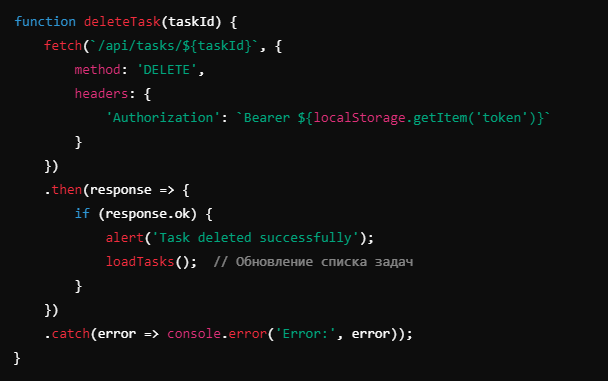 function deleteTask(taskId) {
    fetch(`/api/tasks/${taskId}`, {
        method: 'DELETE',
        headers: {
            'Authorization': `Bearer ${localStorage.getItem('token')}`
        }
    })
    .then(response => {
        if (response.ok) {
            alert('Task deleted successfully');
            loadTasks();  // Обновление списка задач
        }
    })
    .catch(error => console.error('Error:', error));
}